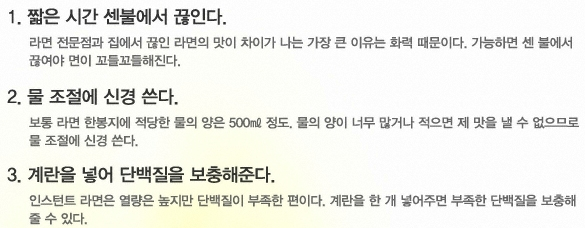 1. 짧은 시간 센불에서 끊인다.
라면 전문점과 집에서 끊인 라면의 맛이 차이가 나는 가장 큰 이유는 화력 때문이다. 가능하면 센 불에서
끊여야 면이 꼬들꼬들해진다.
2. 물 조절에 신경 쓴다.
보통 라면 한봉지에 적당한 물의 양은 500㎖ 정도. 물의 양이 너무 많거나 적으면 제 맛을 낼 수 없으므로
물 조절에 신경 쓴다.
3. 계란을 넣어 단백질을 보충해준다.
인스턴트 라면은 열량은 높지만 단백질이 부족한 편이다. 계란을 한 개 넣어주면 부족한 단백질을 보충해
줄 수 있다.